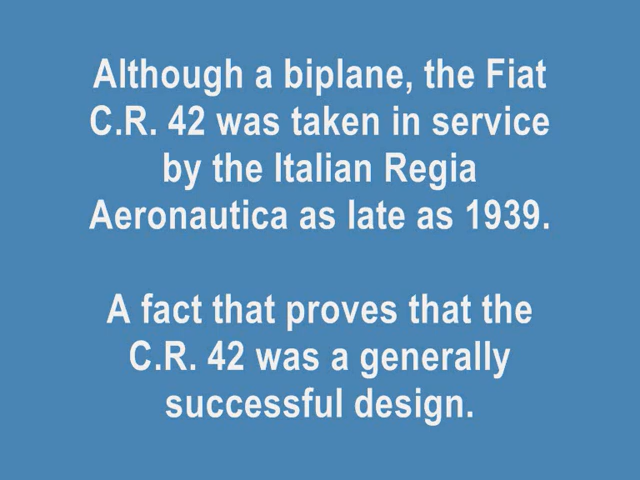 Although a biplane, the Fiat
C.R. 42 was taken in service
by the Italian Regia
Aeronautica as late as 1939.
A fact that proves that the
C.R. 42 was a generally
successful design.